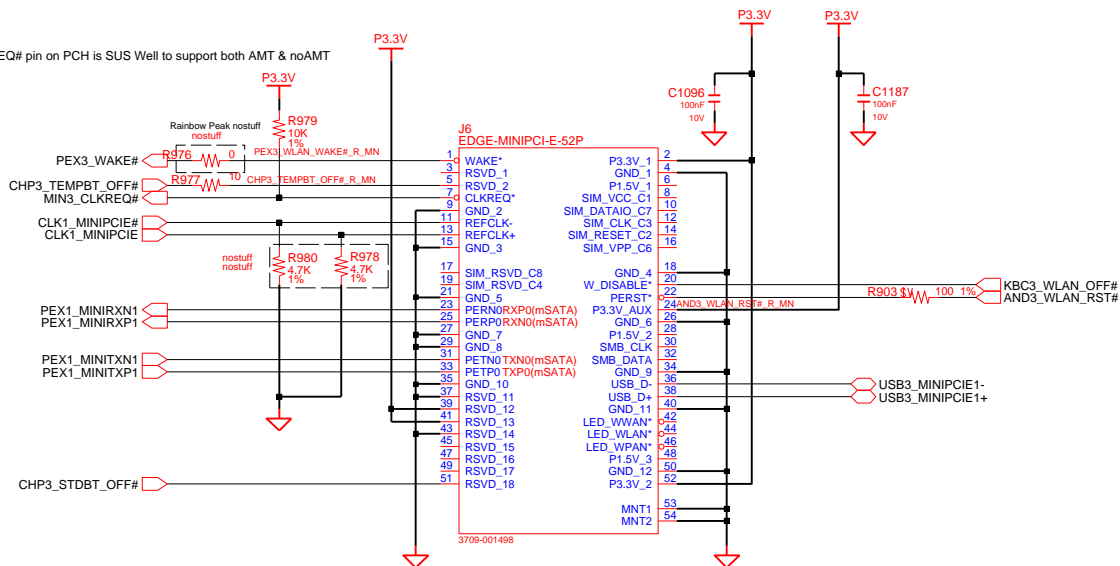 P3.3V P3.3V
P3.3V
EQ# pin on PCH is SUS Well to support both AMT & noAMT
P3.3V
C1096
100nF
10V
C1187
100nF
10V
R979
10K
1%
Rainbow Peak nostuff
nostuff
R976 0 PEX3_WLAN_WAKE#_R_MN
PEX3_WAKE#
R977 10 CHP3_TEMPBT_OFF#_R_MN
CHP3_TEMPBT_OFF#
MIN3_CLKREQ#
CLK1_MINIPCIE#
CLK1_MINIPCIE
nostuff
nostuff
R980
4.7K
1%
R978
4.7K
1%
PEX1_MINIRXN1
PEX1_MINIRXP1
PEX1_MINITXN1
PEX1_MINITXP1
CHP3_STDBT_OFF#
J6
EDGE-MINIPCI-E-52P
1 WAKE* P3.3V_1 2
3 RSVD_1 GND_1 4
5 RSVD_2 P1.5V_1 6
7 CLKREQ* SIM_VCC_C1 8
9 GND_2 SIM_DATAIO_C7 10
11 REFCLK- SIM_CLK_C3 12
13 REFCLK+ SIM_RESET_C2 14
15 GND_3 SIM_VPP_C6 16
17 SIM_RSVD_C8 GND_4 18
19 SIM_RSVD_C4 W_DISABLE* 20
21 GND_5 PERST* 22
23 PERN0 RXP0(mSATA) P3.3V_AUX 24
25 PERP0 RXN0(mSATA) GND_6 26
27 GND_7 P1.5V_2 28
29 GND_8 SMB_CLK 30
31 PETN0 TXN0(mSATA) SMB_DATA 32
33 PETP0 TXP0(mSATA) GND_9 34
35 GND_10 USB_D- 36
37 RSVD_11 USB_D+ 38
39 RSVD_12 GND_11 40
41 RSVD_13 LED_WWAN* 42
43 RSVD_14 LED_WLAN* 44
45 RSVD_15 LED_WPAN* 46
47 RSVD_16 P1.5V_3 48
49 RSVD_17 GND_12 50
51 RSVD_18 P3.3V_2 52
MNT1 53
MNT2 54
3709-001498
KBC3_WLAN_OFF#
R903 100 1%
AND3_WLAN_RST#
AND3_WLAN_RST#_R_MN
USB3_MINIPCIE1-
USB3_MINIPCIE1+